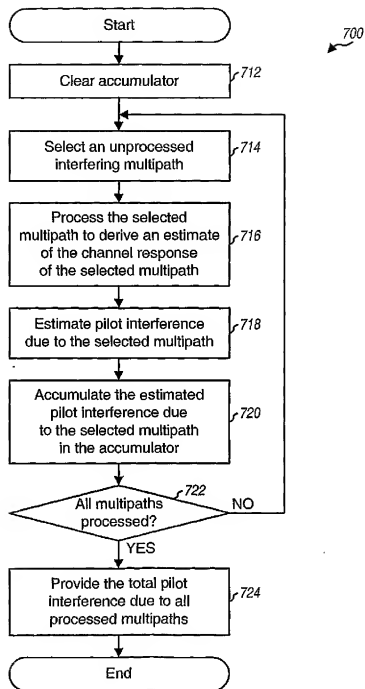 Start
700
Clear accumulator
712
Select an unprocessed
interfering multipath
714
Process the selected
multipath to derive an estimate
of the channel response
of the selected multipath
716
Estimate pilot interference
due to the selected multipath
718
Accumulate the estimated
pilot interference due
to the selected multipath
in the accumulator
720
722
All multipaths
processed?
NO
YES
Provide the total pilot
interference due to all
processed multipaths
724
End